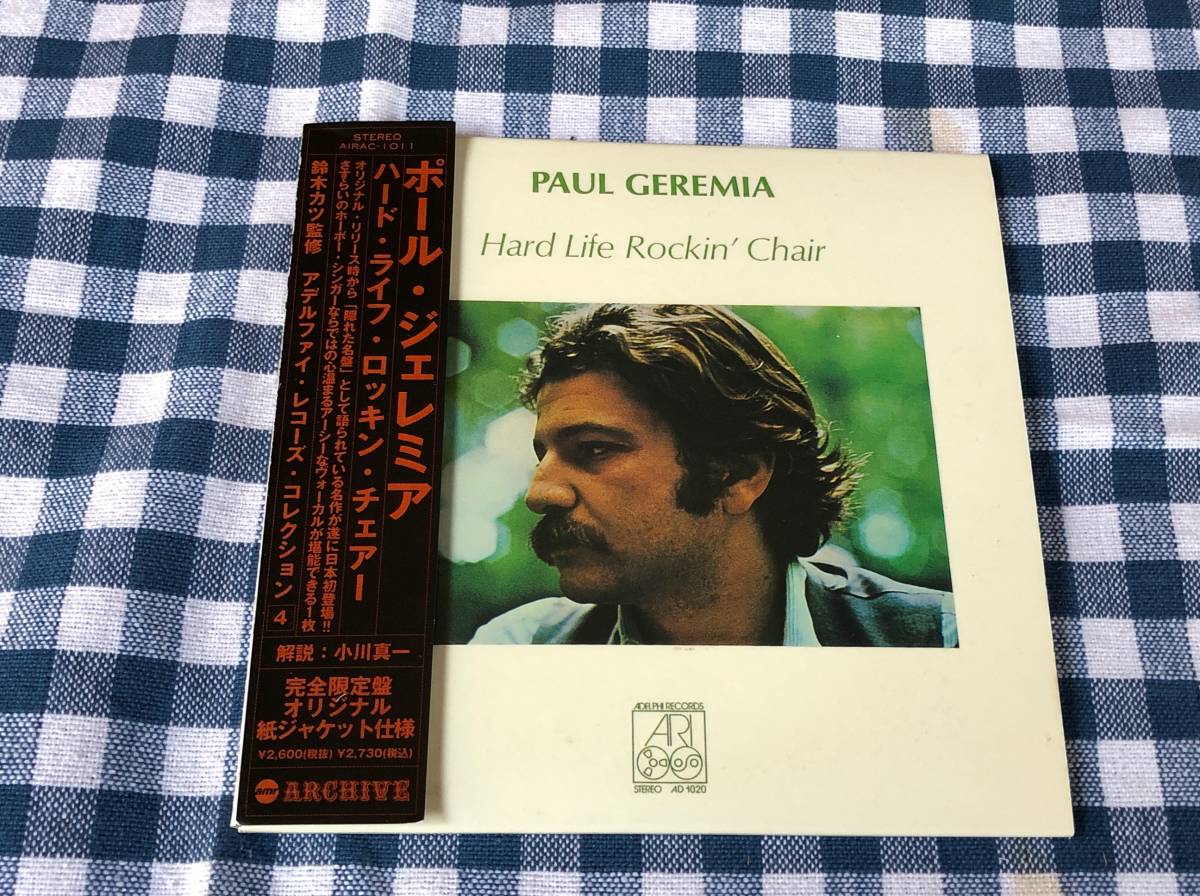 STEREO
AIRAC-1011
ポール・ジェレミア
ハード・ライフ・ロッキン・チェアー
オリジナル・リリース時から「隠れた名盤」として語られている名作が遂に日本初登場!!
さすらいのホーボー・シンガーならではの心温まるアーシーなヴォーカルが堪能できる1枚
鈴木カツ監修 アデルファイ・レコーズ・コレクション 4
解説：小川真一
完全限定盤
オリジナル
紙ジャケット仕様
¥2,600(税抜) ¥2,730(税込)
amr ARCHIVE
PAUL GEREMIA
Hard Life Rockin' Chair
ADELPHI RECORDS
ARI
STEREO AD 1020